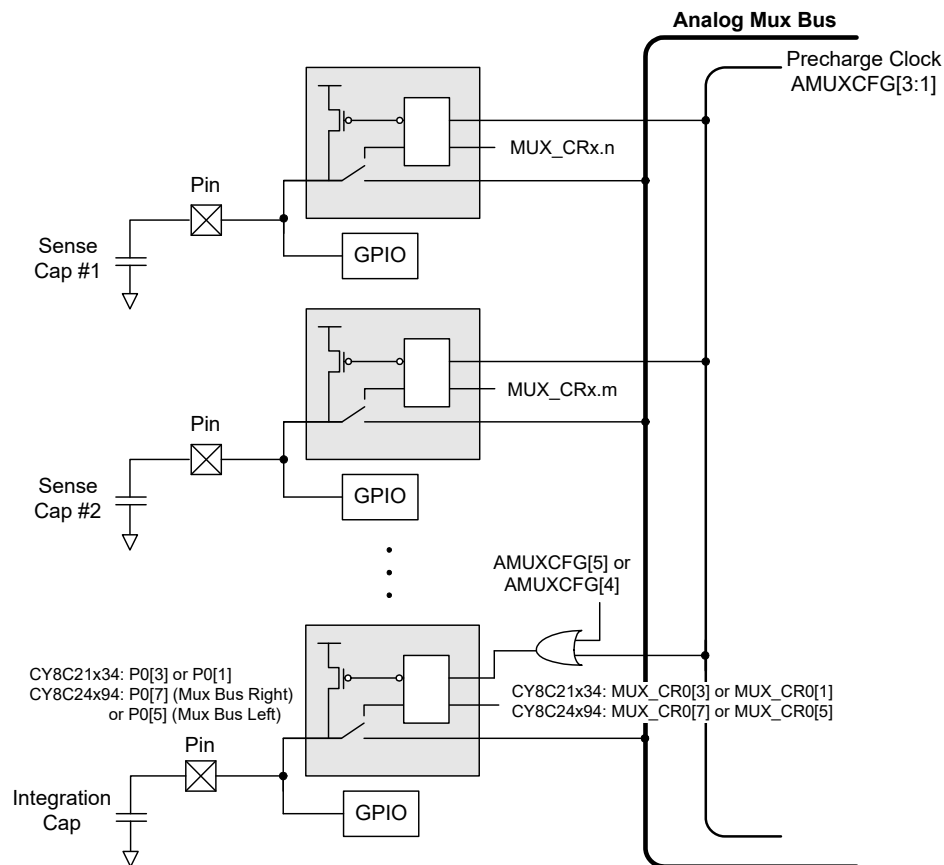 Analog Mux Bus
Precharge Clock
AMUXCFG[3:1]
MUX_CRx.n
Pin
Sense
Cap #1
GPIO
MUX_CRx.m
Pin
Sense
Cap #2
GPIO
AMUXCFG[5] or
AMUXCFG[4]
CY8C21x34: P0[3] or P0[1]
CY8C24x94: P0[7] (Mux Bus Right)
or P0[5] (Mux Bus Left)
CY8C21x34: MUX_CR0[3] or MUX_CR0[1]
CY8C24x94: MUX_CR0[7] or MUX_CR0[5]
Pin
Integration
Cap
GPIO